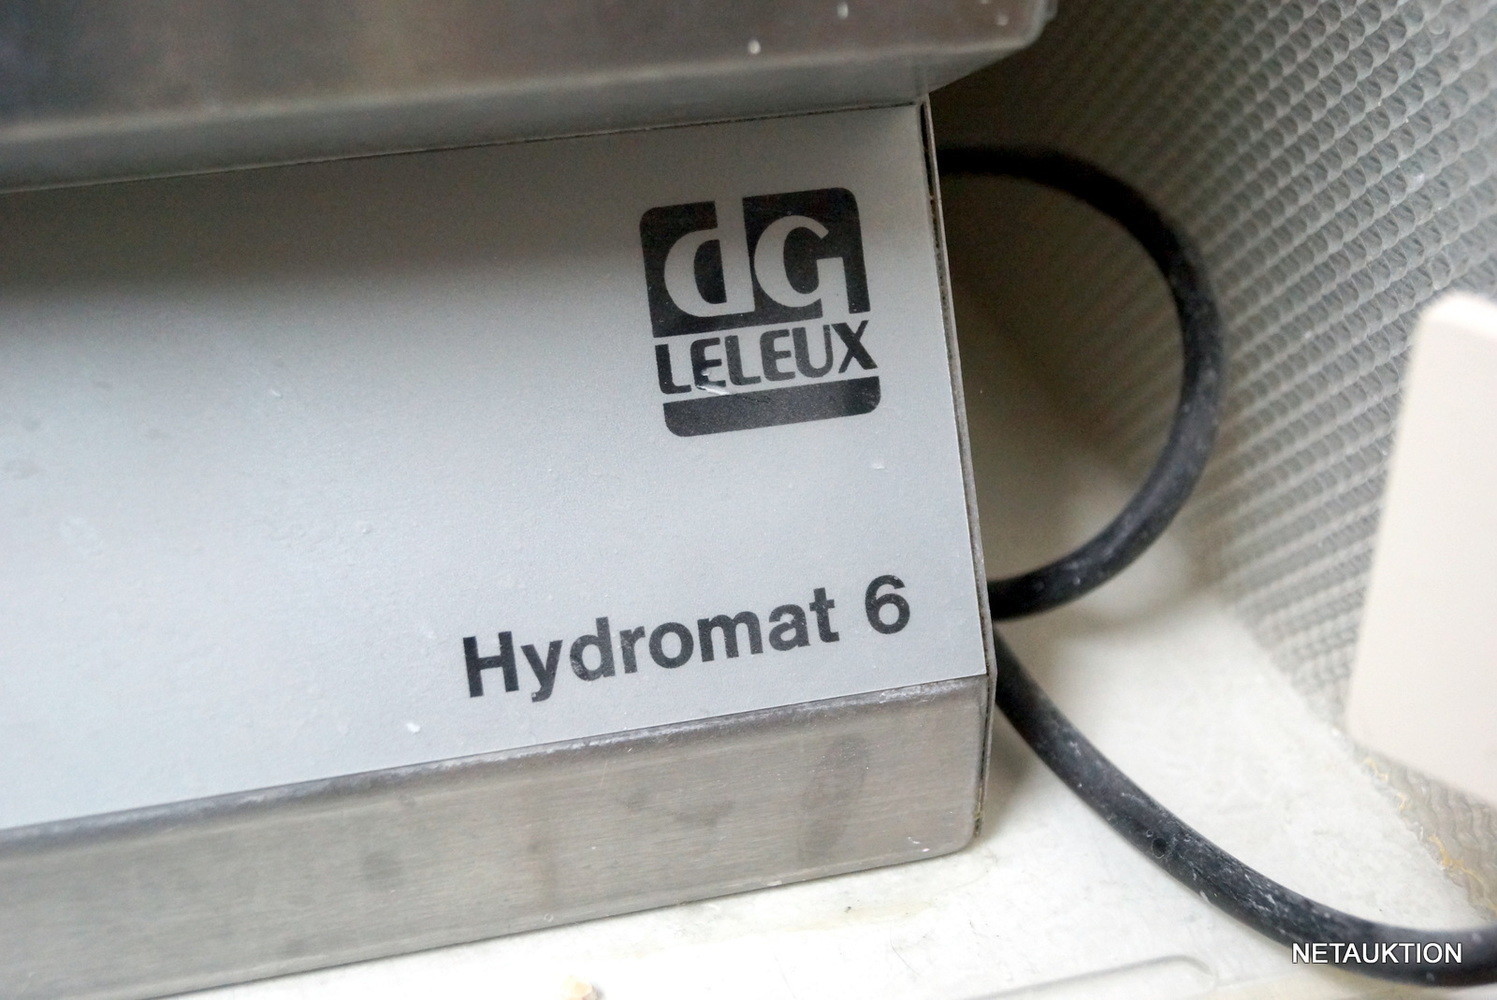 dG
LELEUX
Hydromat 6
NETAUKTION